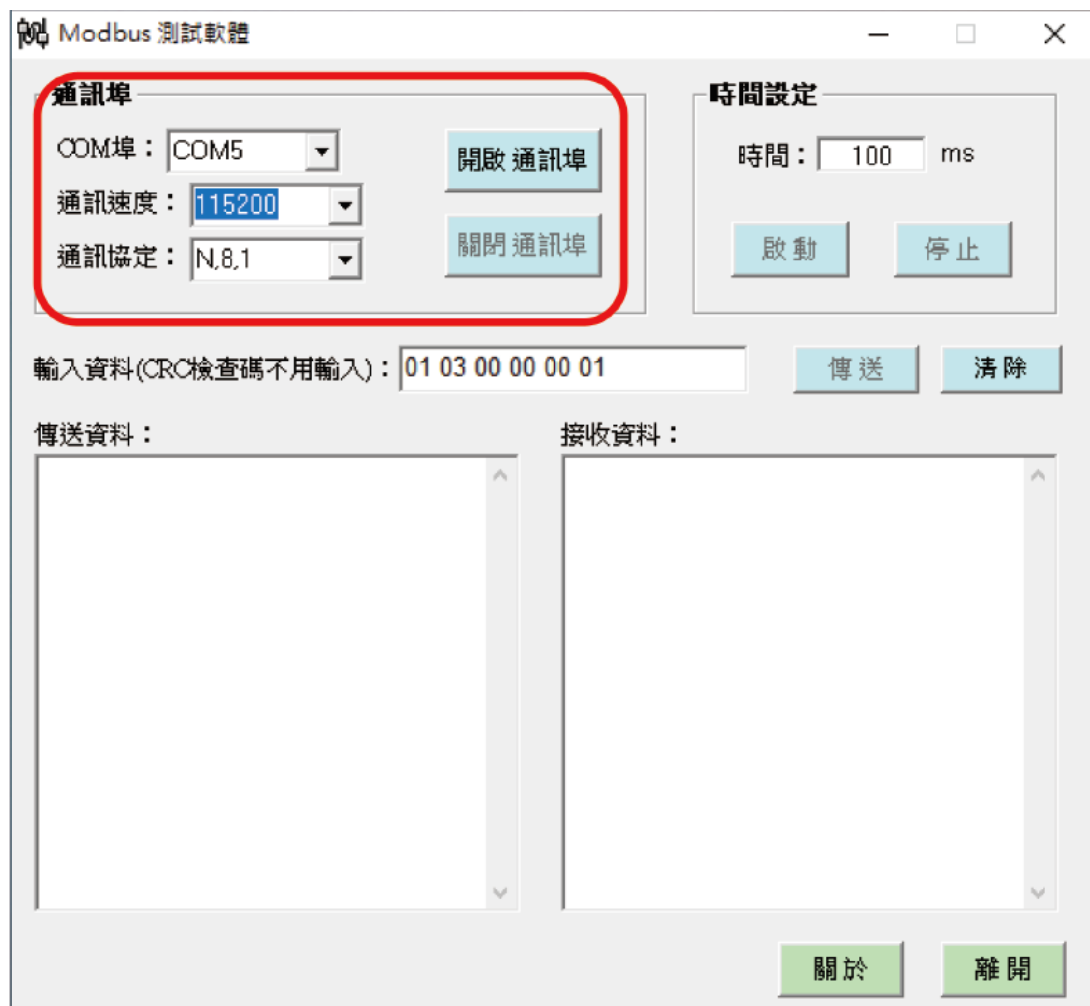 Modbus 測試軟體
通訊埠
COM埠： COM5
開啟 通訊埠
通訊速度： 115200
關閉 通訊埠
通訊協定： N,8,1
時間設定
時間： 100 ms
啟 動
停 止
輸入資料(CRC檢查碼不用輸入)： 01 03 00 00 00 01
傳 送
清 除
傳送資料：
接收資料：
關 於
離 開